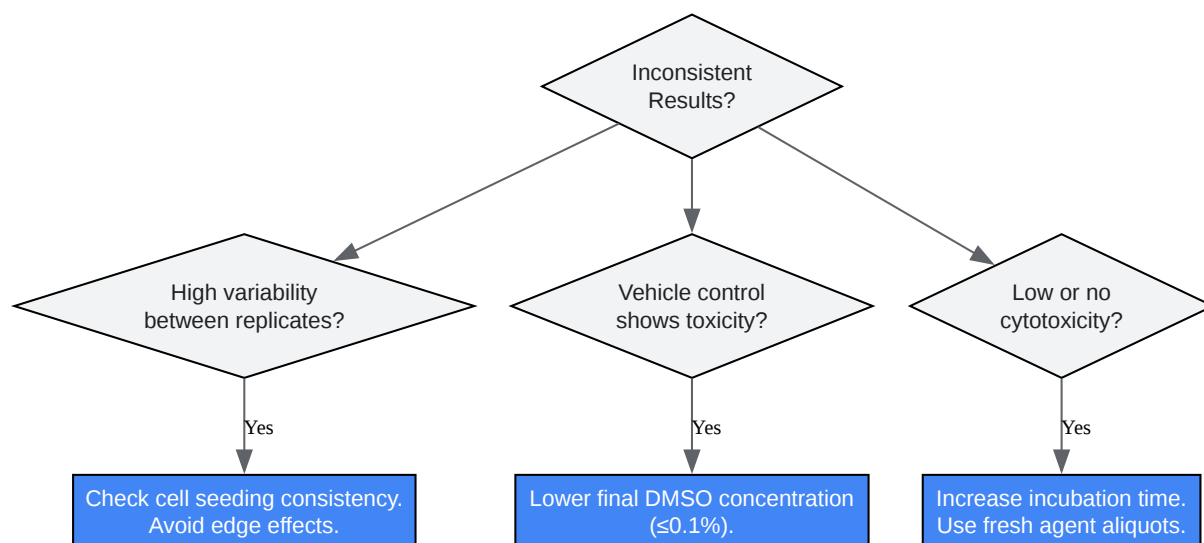 Inconsistent
Results?
High variability
between replicates?
Vehicle control
shows toxicity?
Low or no
cytotoxicity?
Yes
Yes
Yes
Check cell seeding consistency.
Avoid edge effects.
Lower final DMSO concentration
(≤0.1%).
Increase incubation time.
Use fresh agent aliquots.